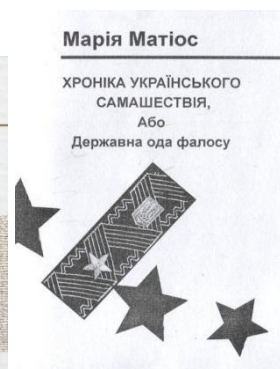 Марія Матіос
ХРОНІКА УКРАЇНСЬКОГО
САМАШЕСТВІЯ,
Або
Державна ода фалосу